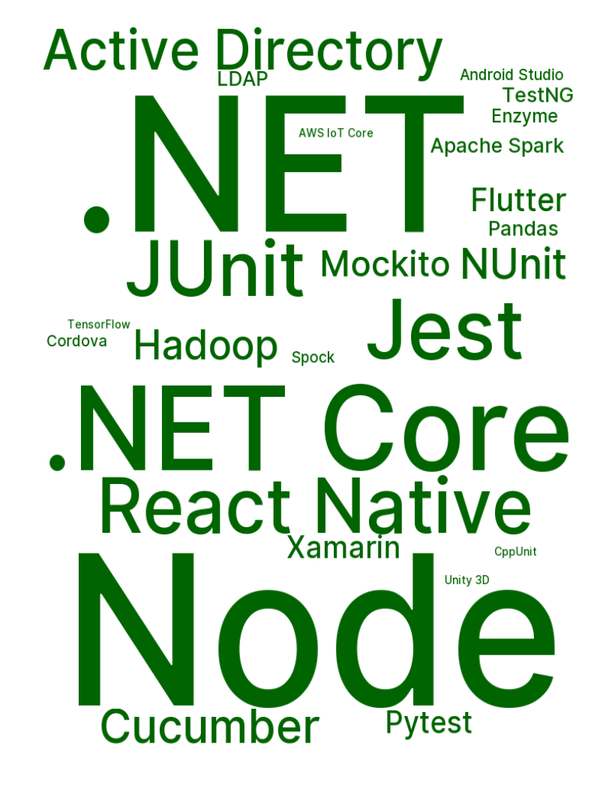 Active Directory
LDAP
Android Studio
TestNG
Enzyme
.NET
AWS IoT Core
Apache Spark
Flutter
Pandas
JUnit
Mockito
NUnit
Jest
TensorFlow
Cordova
Hadoop
Spock
.NET Core
React Native
Xamarin
CppUnit
Unity 3D
Node
Cucumber
Pytest